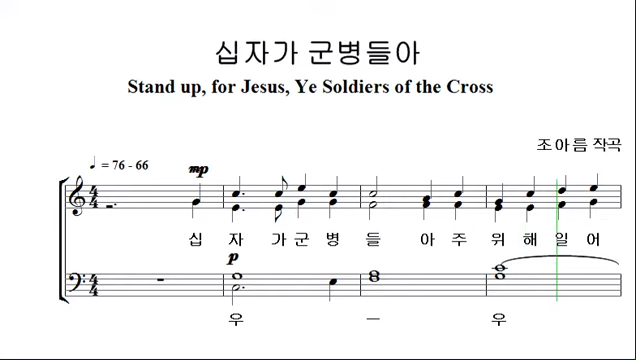 십자가 군병들아
Stand up, for Jesus, Ye Soldiers of the Cross
조 아 름 작곡
♩ = 76 - 66
mp
십 자 가 군 병 들 아 주 위 해 일 어
p
우 ㅡ 우